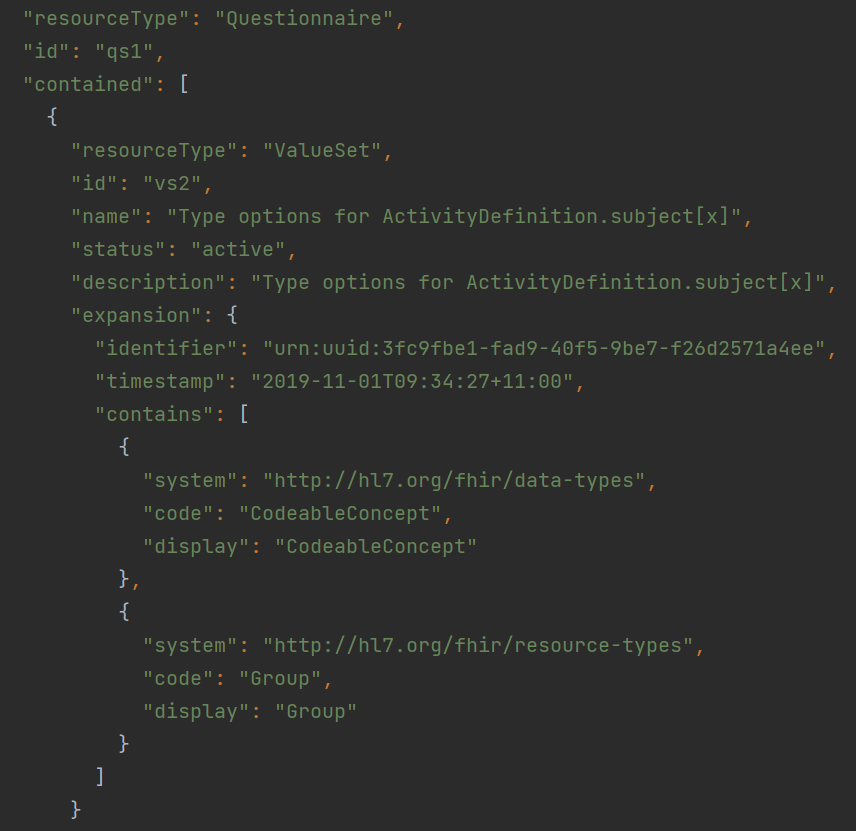 "resourceType": "Questionnaire",
"id": "qs1",
"contained": [
{
"resourceType": "ValueSet",
"id": "vs2",
"name": "Type options for ActivityDefinition.subject[x]",
"status": "active",
"description": "Type options for ActivityDefinition.subject[x]",
"expansion": {
"identifier": "urn:uuid:3fc9fbe1-fad9-40f5-9be7-f26d2571a4ee",
"timestamp": "2019-11-01T09:34:27+11:00",
"contains": [
{
"system": "http://hl7.org/fhir/data-types",
"code": "CodeableConcept",
"display": "CodeableConcept"
},
{
"system": "http://hl7.org/fhir/resource-types",
"code": "Group",
"display": "Group"
}
]
}